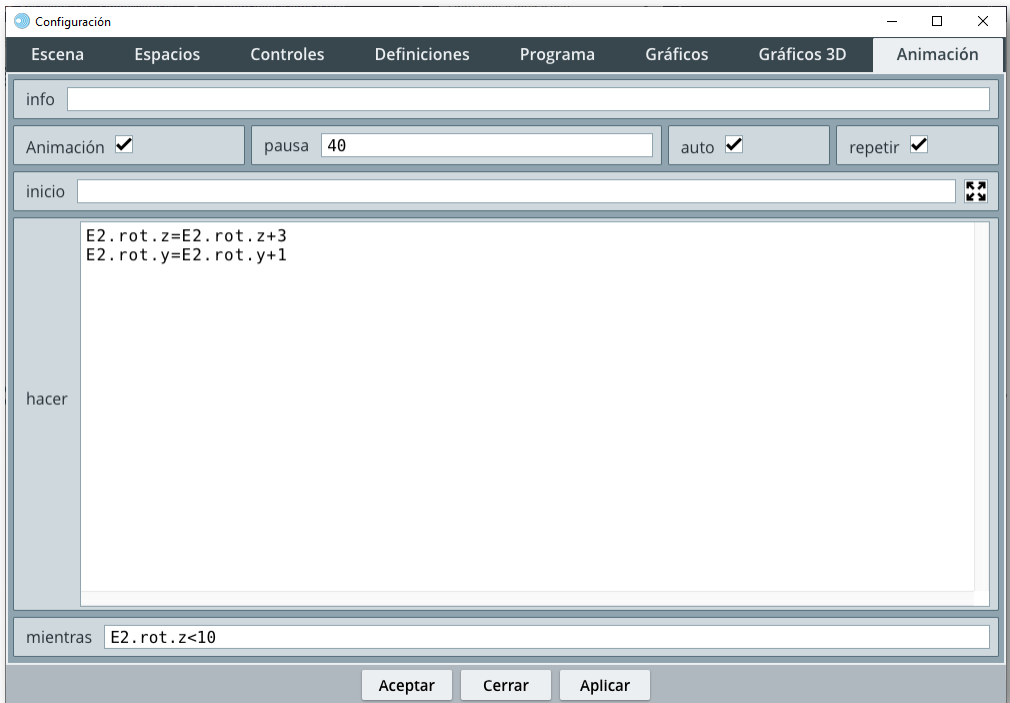 Configuración
Escena Espacios Controles Definiciones Programa Gráficos Gráficos 3D Animación
info
Animación pausa 40 auto repetir
inicio
E2.rot.z=E2.rot.z+3
E2.rot.y=E2.rot.y+1
hacer
mientras E2.rot.z<10
Aceptar Cerrar Aplicar